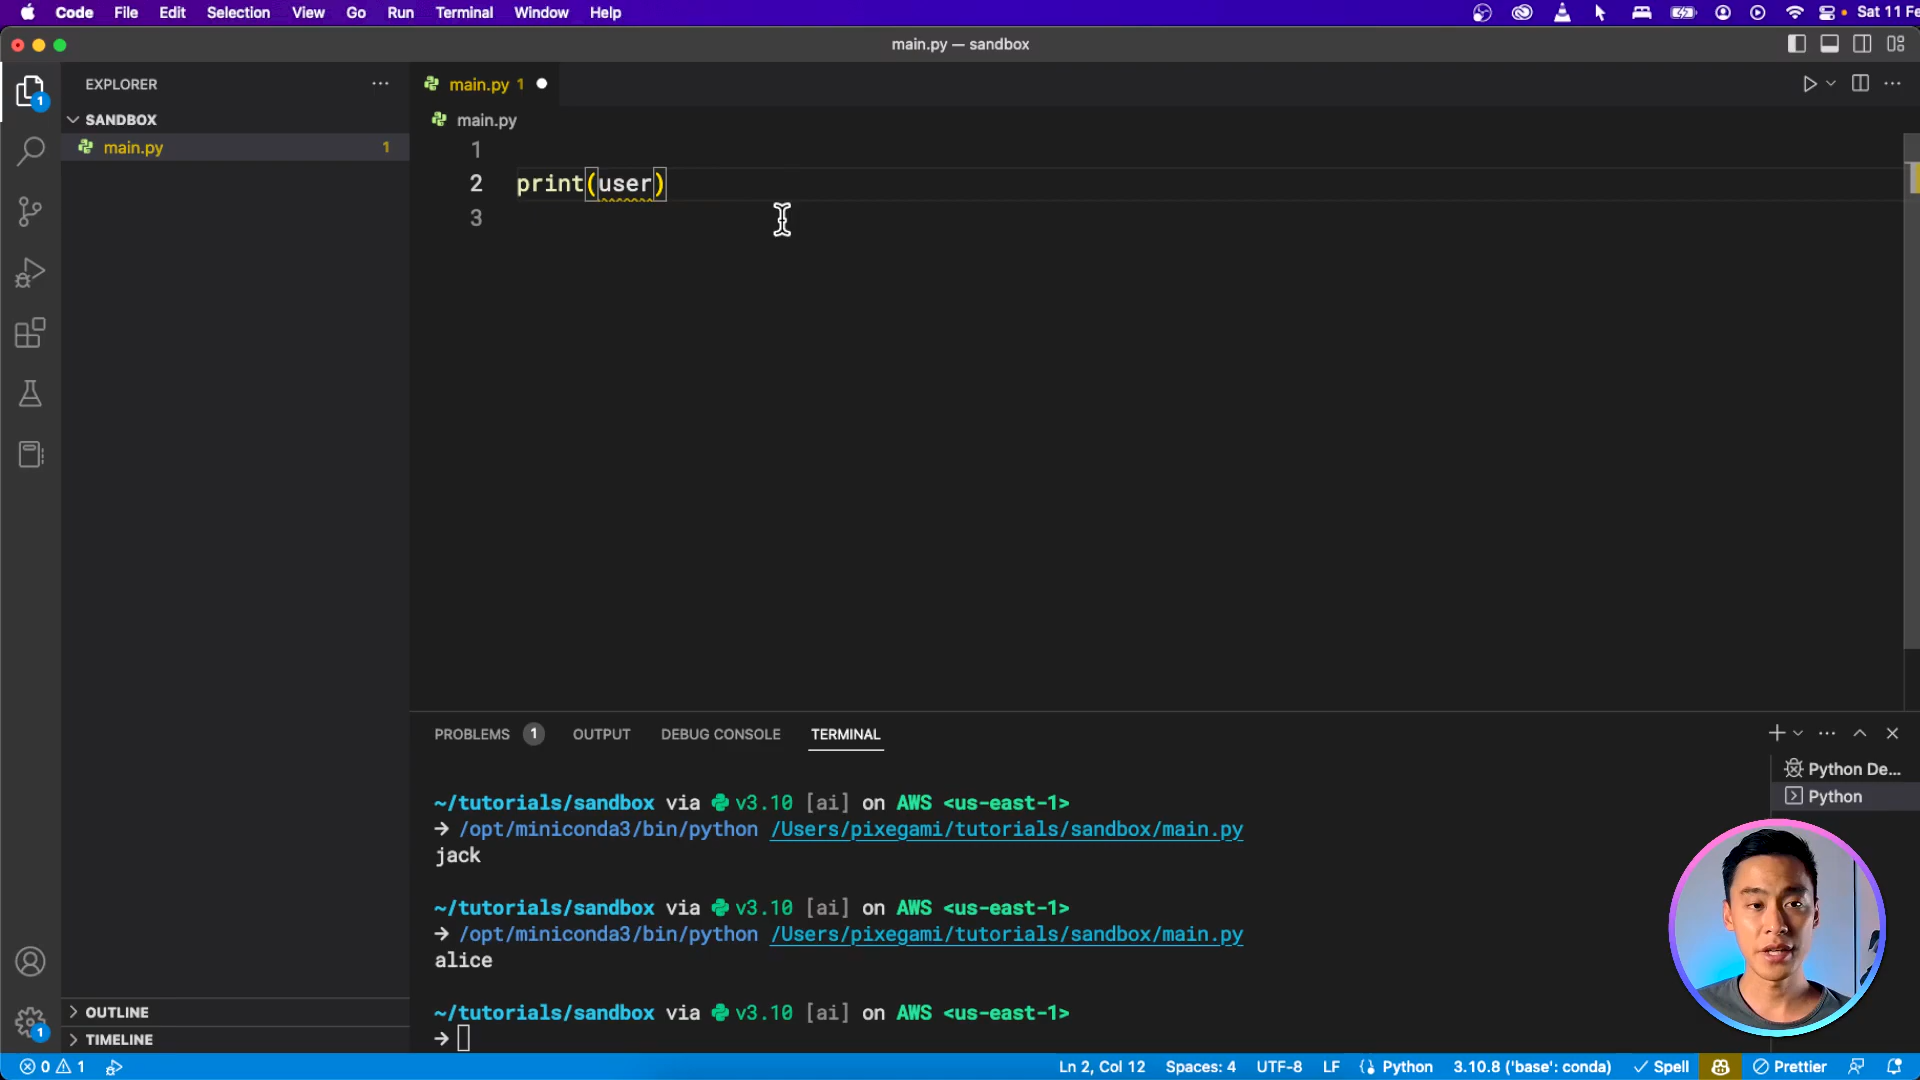 Code File Edit Selection View Go Run Terminal Window Help Sat 11 Fe
main.py — sandbox
EXPLORER
main.py 1
SANDBOX
main.py
main.py 1
1
2 print(user)
3
PROBLEMS 1 OUTPUT DEBUG CONSOLE TERMINAL
Python De...
Python
~/tutorials/sandbox via v3.10 [ai] on AWS <us-east-1>
→ /opt/miniconda3/bin/python /Users/pixegami/tutorials/sandbox/main.py
jack
~/tutorials/sandbox via v3.10 [ai] on AWS <us-east-1>
→ /opt/miniconda3/bin/python /Users/pixegami/tutorials/sandbox/main.py
alice
~/tutorials/sandbox via v3.10 [ai] on AWS <us-east-1>
→
1
1
OUTLINE
TIMELINE
0 1 Ln 2, Col 12 Spaces: 4 UTF-8 LF Python 3.10.8 ('base': conda) Spell Prettier